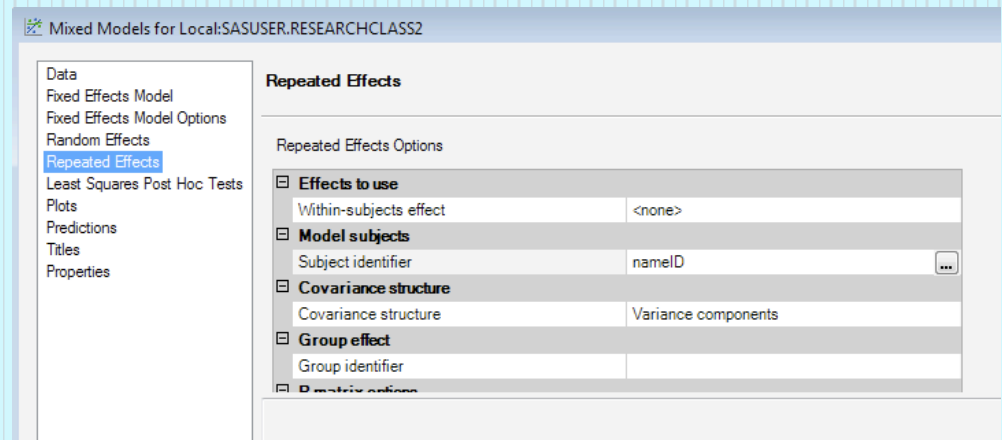 Mixed Models for Local:SASUSER.RESEARCHCLASS2
Data
Fixed Effects Model
Fixed Effects Model Options
Random Effects
Repeated Effects
Least Squares Post Hoc Tests
Plots
Predictions
Titles
Properties
Repeated Effects
Repeated Effects Options
Effects to use
Within-subjects effect <none>
Model subjects
Subject identifier nameID ...
Covariance structure
Covariance structure Variance components
Group effect
Group identifier
R matrix options